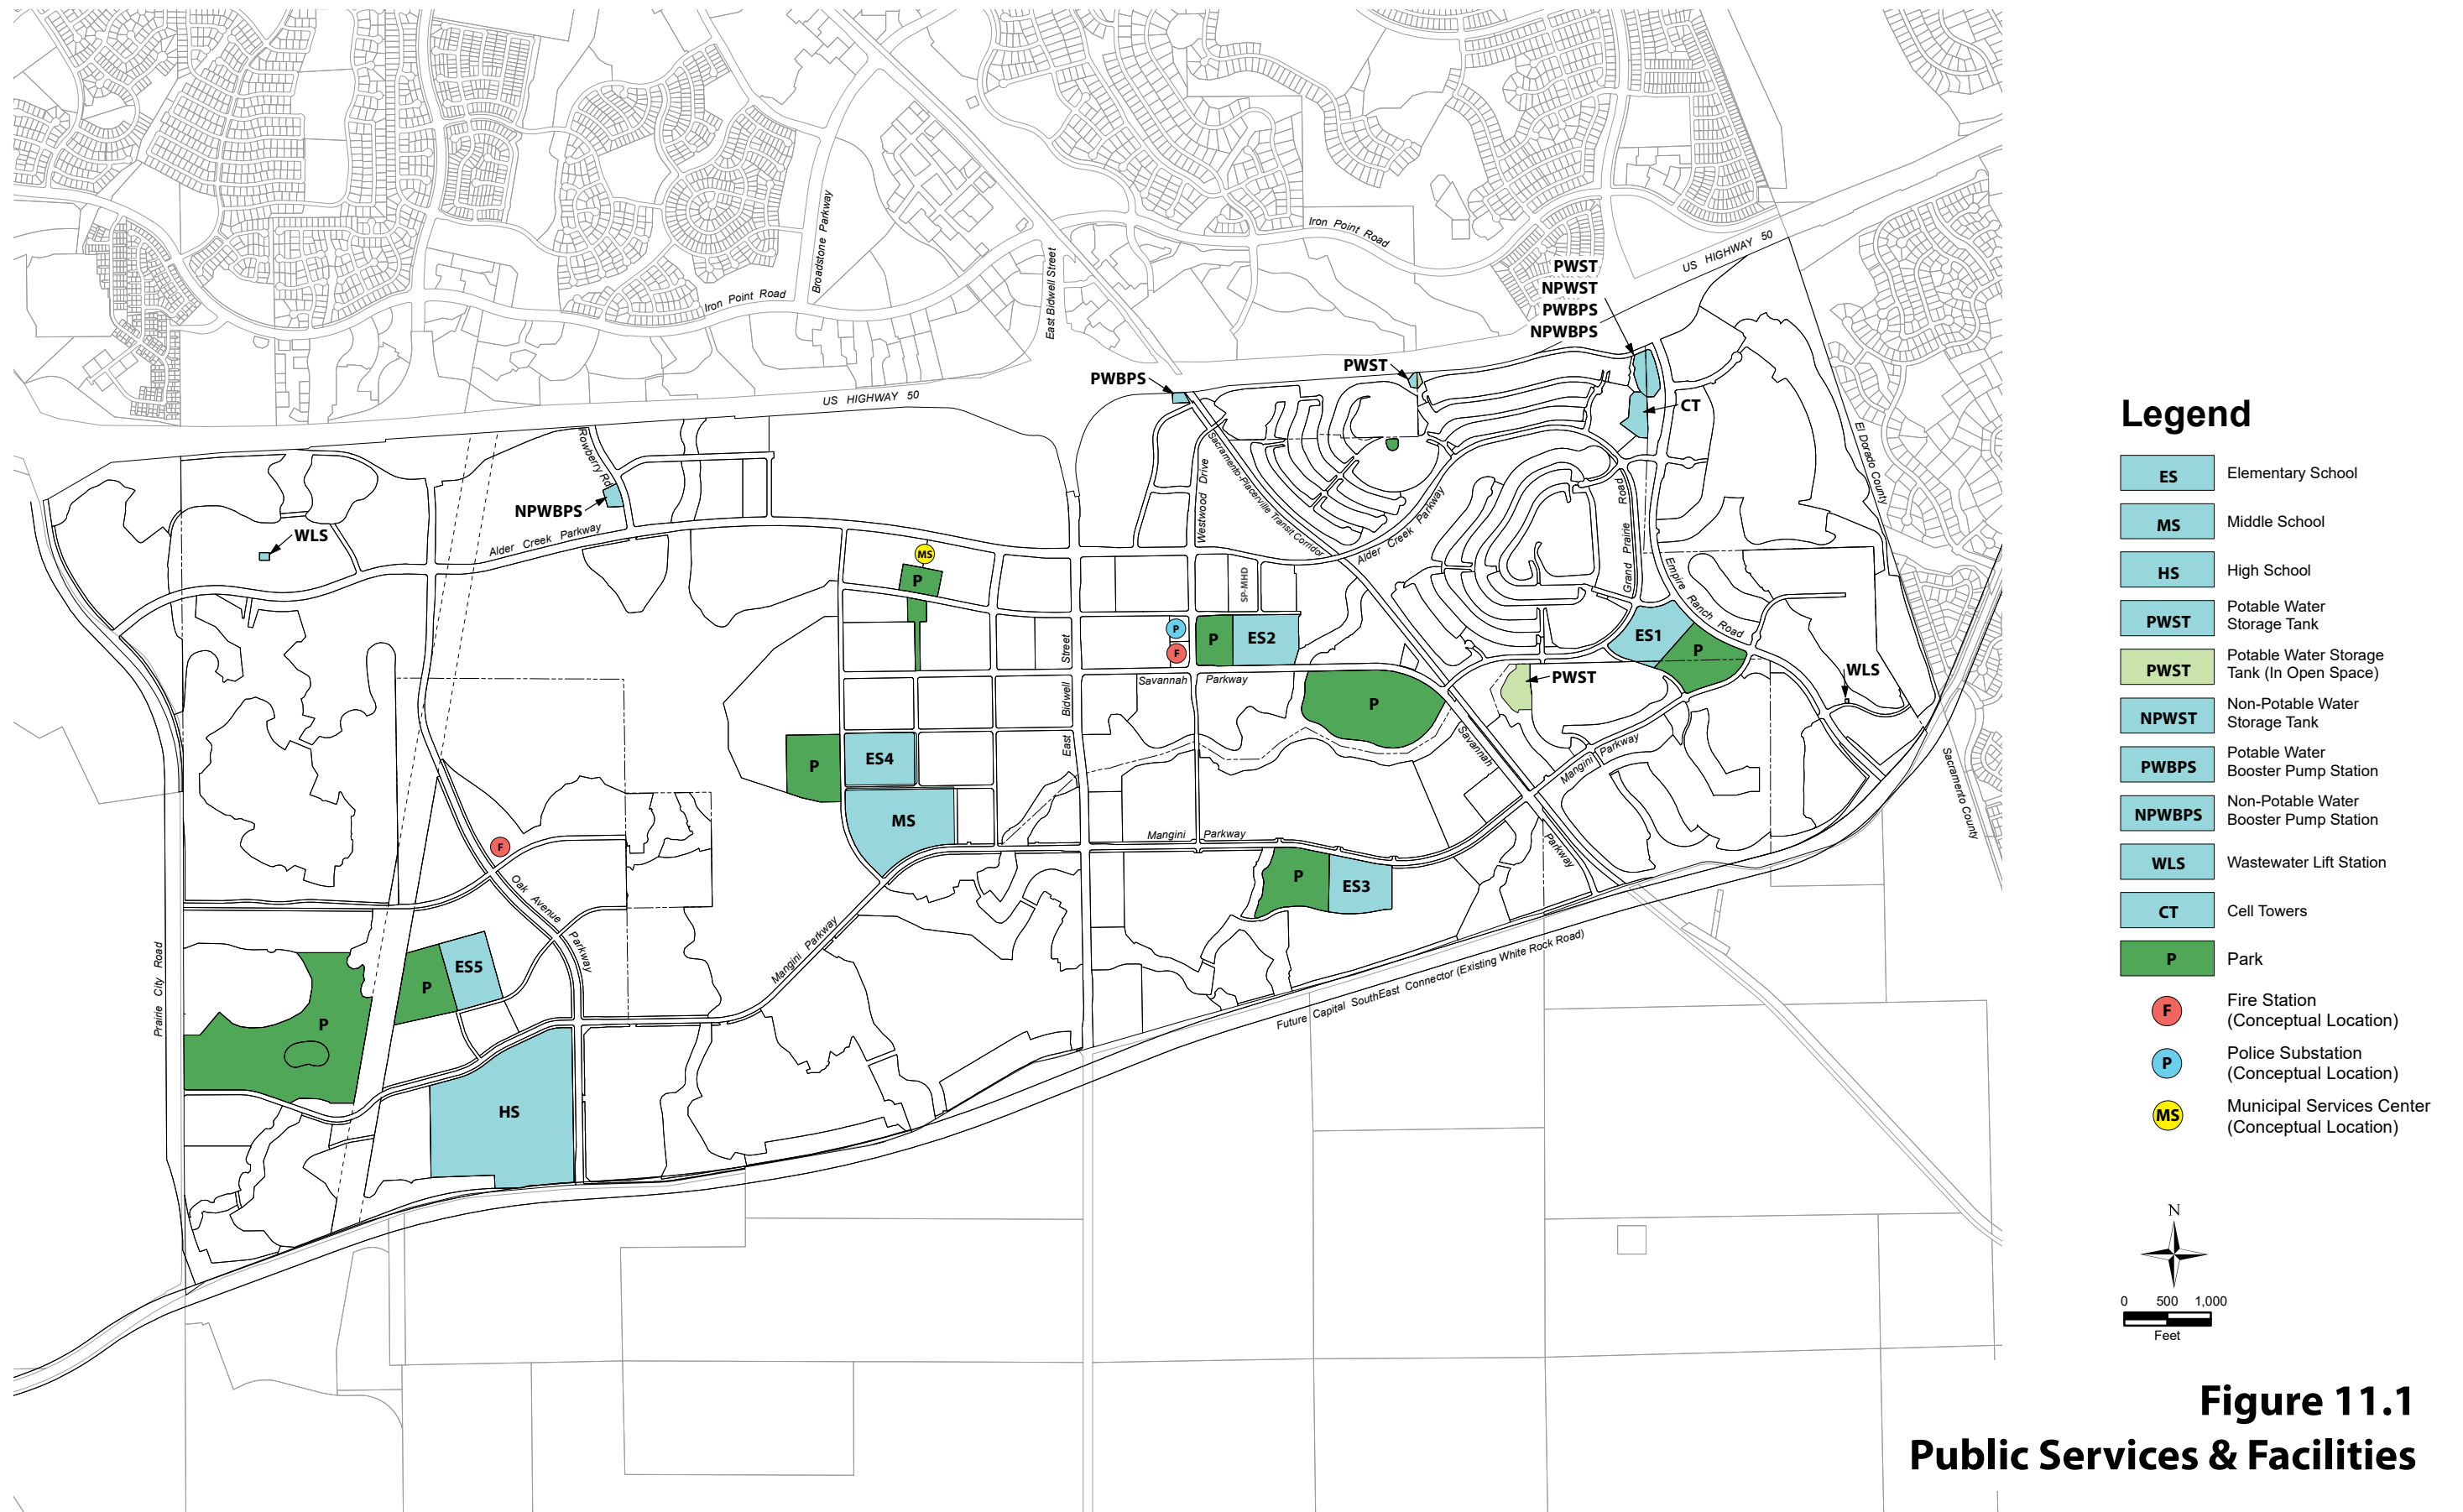 Iron Point Road
US HIGHWAY 50
Broadstone Parkway
East Bidwell Street
Iron Point Road
El Dorado County
Sacramento County
PWST
NPWST
PWBPS
NPWBPS
PWST
PWBPS
CT
US HIGHWAY 50
Rowberry Rd
NPWBPS
WLS
Alder Creek Parkway
MS
P
Westwood Drive
Sacramento-Placerville Transit Corridor
Alder Creek Parkway
SP-MHD
Grand Prairie Road
Empire Ranch Road
P
F
P
ES2
ES1
P
WLS
Street
Bidwell
East
Savannah Parkway
P
PWST
P
ES4
MS
Savannah
Parkway
Mangini Parkway
Mangini Parkway
P
ES3
F
Oak Avenue
Parkway
Mangini Parkway
Prairie City Road
P
P
ES5
HS
Future Capital SouthEast Connector (Existing White Rock Road)
Legend
ES
Elementary School
MS
Middle School
HS
High School
PWST
Potable Water
Storage Tank
PWST
Potable Water Storage
Tank (In Open Space)
NPWST
Non-Potable Water
Storage Tank
PWBPS
Potable Water
Booster Pump Station
NPWBPS
Non-Potable Water
Booster Pump Station
WLS
Wastewater Lift Station
CT
Cell Towers
P
Park
F
Fire Station
(Conceptual Location)
P
Police Substation
(Conceptual Location)
MS
Municipal Services Center
(Conceptual Location)
N
0 500 1,000
Feet
Figure 11.1
Public Services & Facilities